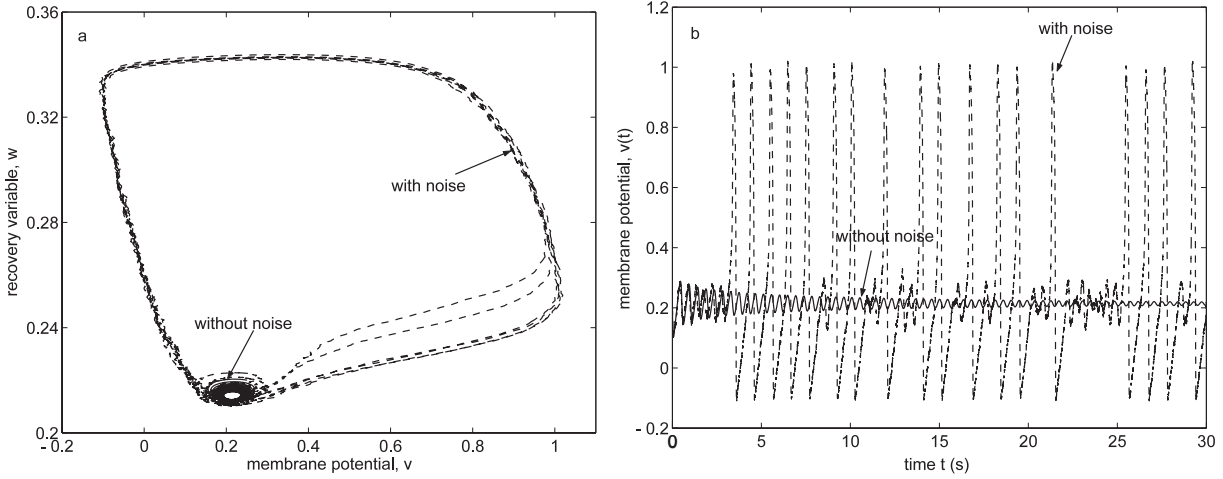 a
0.36
0.32
0.28
0.24
0.2
recovery variable, w
with noise
without noise
- 0.2
0
0.2
0.4
0.6
0.8
1
membrane potential, v
b
1.2
1
0.8
0.6
0.4
0.2
0
- 0.2
membrane potential, v(t)
with noise
without noise
0
5
10
15
20
25
30
time t (s)